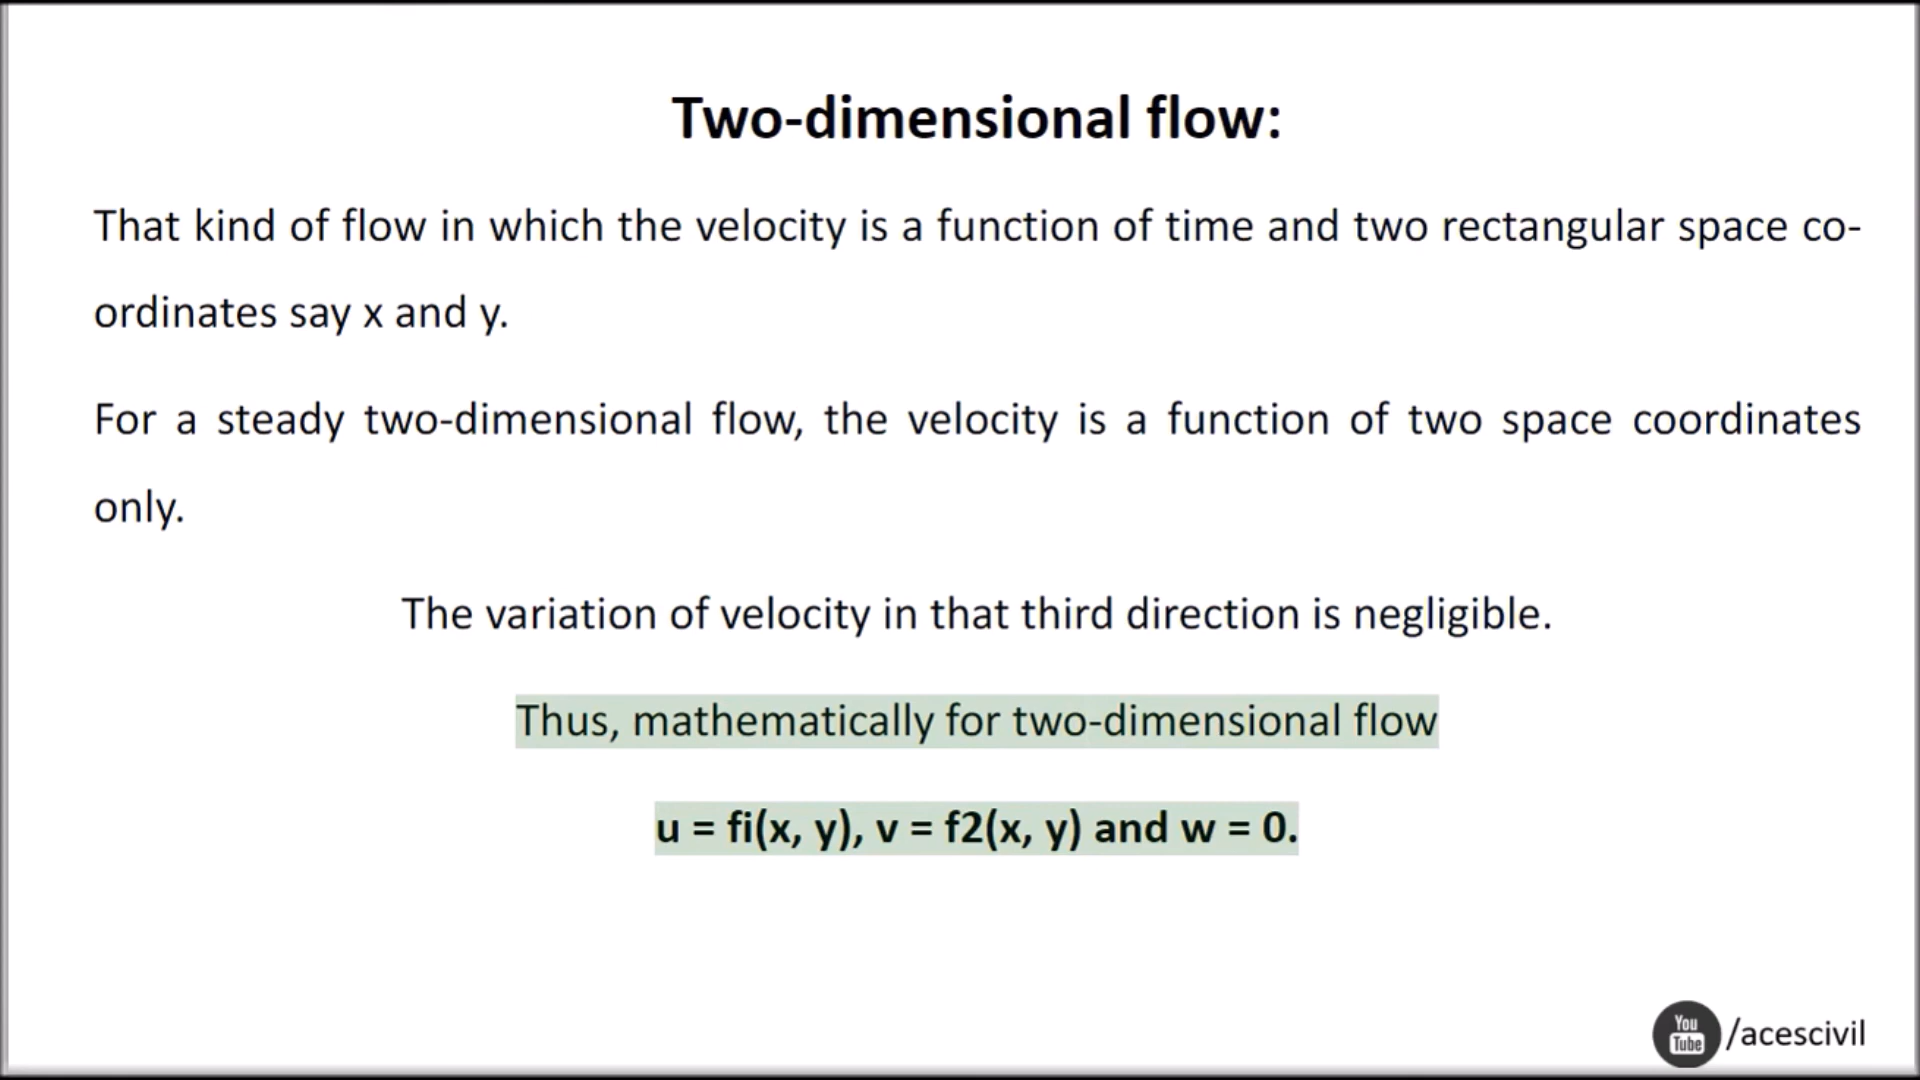 Two-dimensional flow:
That kind of flow in which the velocity is a function of time and two rectangular space co-
ordinates say x and y.
For a steady two-dimensional flow, the velocity is a function of two space coordinates
only.
The variation of velocity in that third direction is negligible.
Thus, mathematically for two-dimensional flow
u = fi(x, y), v = f2(x, y) and w = 0.
You
Tube
/acescivil